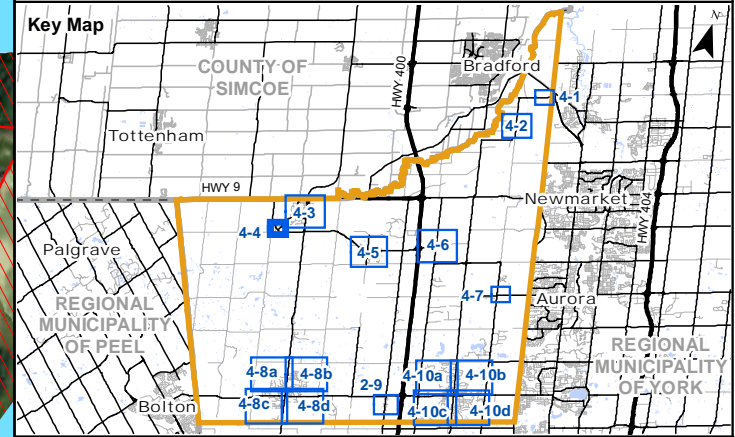 Key Map
N
COUNTY OF
SIMCOE
HWY 400
Bradford
4-1
4-2
Tottenham
HWY 9
4-3
Newmarket
HWY 404
4-4
4-5
4-6
Palgrave
4-7
Aurora
REGIONAL
MUNICIPALITY
OF PEEL
REGIONAL
MUNICIPALITY
OF YORK
4-8a
4-8b
4-10a
4-10b
2-9
Bolton
4-8c
4-8d
4-10c
4-10d